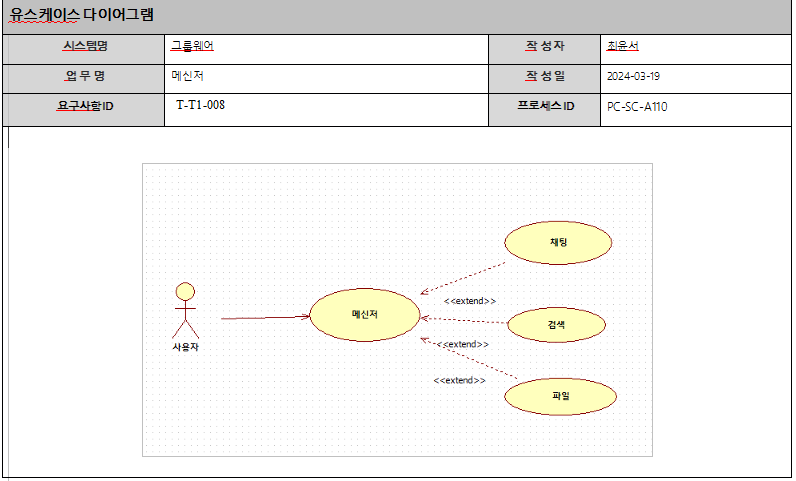 유스케이스 다이어그램
시스템명 그룹웨어 작 성 자 최윤서
업 무 명 메신저 작 성 일 2024-03-19
요구사항ID T-T1-008 프로세스 ID PC-SC-A110
채팅
<<extend>>
메신저
검색
사용자
<<extend>>
<<extend>>
파일